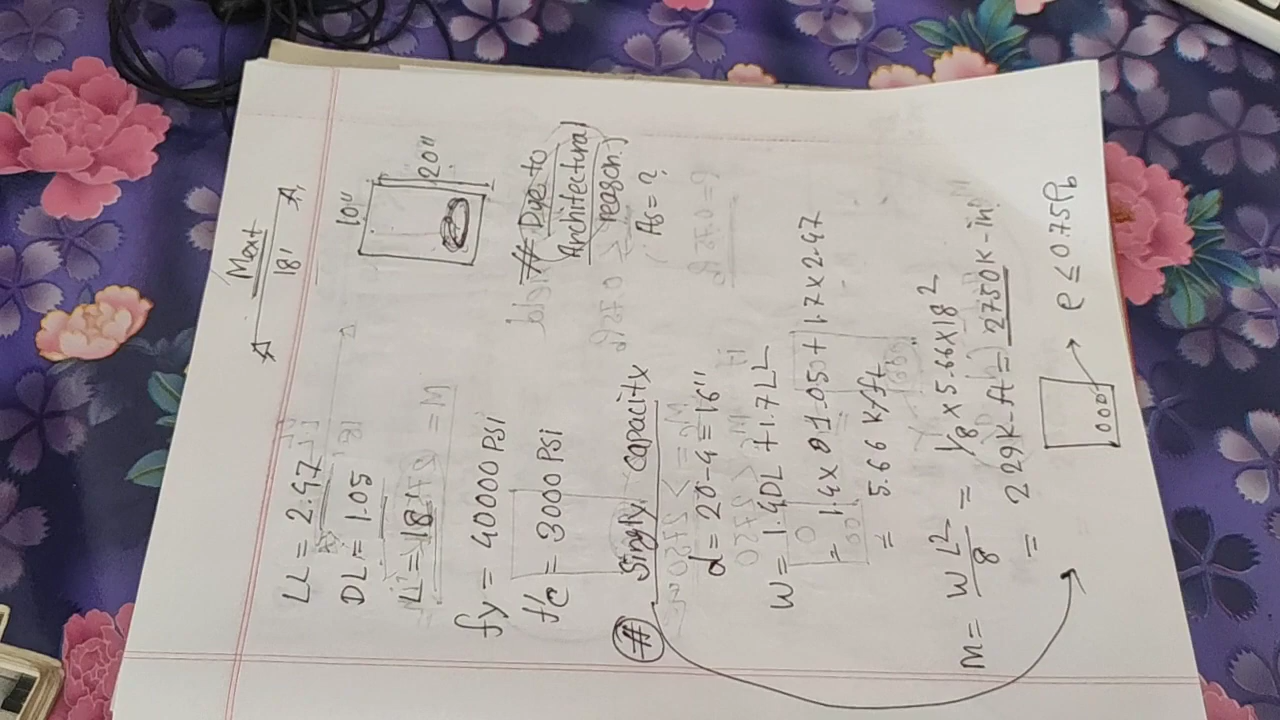 Mext
18'
10"
20"
LL = 2.47
DL = 1.05
L = 18'
fy = 40000 PSI
f'c = 3000 PSI
# Due to
Architectural
reason.
As = ?
# Singly capacity
d = 20-4 = 16"
W = 1.4DL + 1.7LL
= 1.4 × 1.05 + 1.7 × 2.47
= 5.66 K/ft
M = WL²/8 = 1/8 × 5.66 × 18²
= 229 K-ft = 2750 K-in
ρ ≤ 0.75ρb